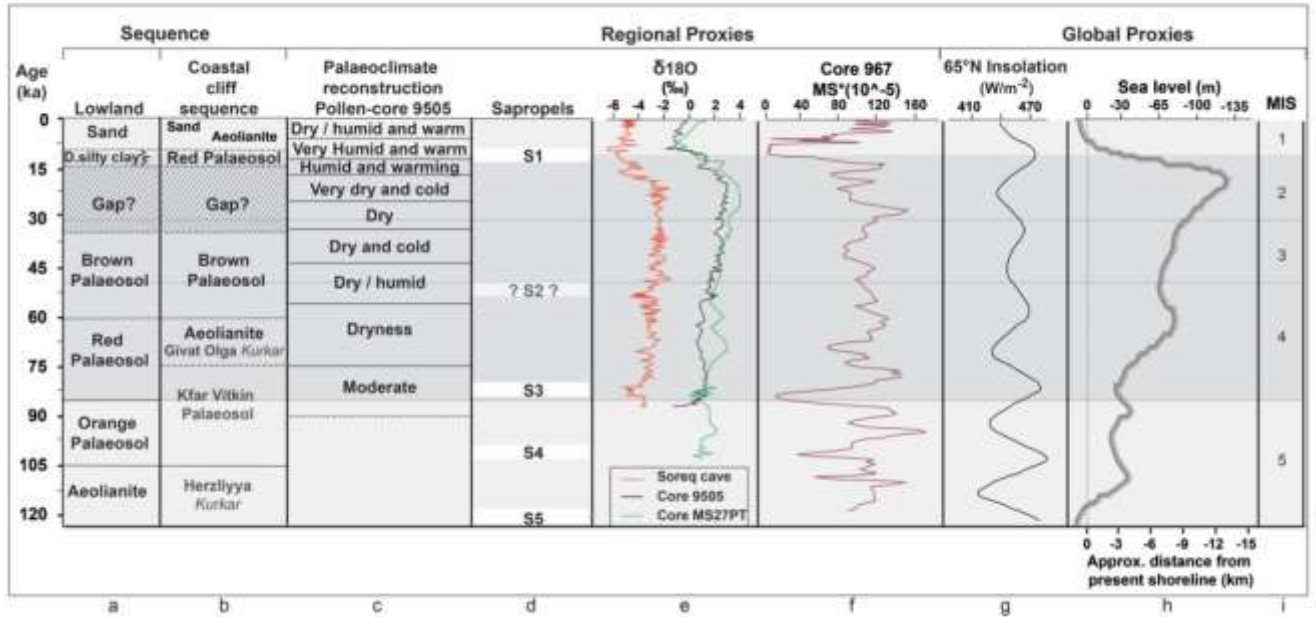 Sequence Regional Proxies Global Proxies
Age (ka)
Lowland
Coastal cliff sequence
Palaeoclimate reconstruction Pollen-core 9505
Sapropels
δ18O (‰)
-6 -4 -2 0 2 4
Core 967 MS*(10^-5)
0 40 80 120 160
65°N Insolation (W/m⁻²)
410 470
Sea level (m)
0 -30 -65 -100 -135
MIS
0
15
30
45
60
75
90
105
120
Sand
D.silty clay
Gap?
Brown Palaeosol
Red Palaeosol
Orange Palaeosol
Aeolianite
Sand Aeolianite
Red Palaeosol
Gap?
Brown Palaeosol
Aeolianite
Givat Olga Kurkar
Kfar Vitkin
Palaeosol
Herzliyya
Kurkar
Dry / humid and warm
Very Humid and warm
Humid and warming
Very dry and cold
Dry
Dry and cold
Dry / humid
Dryness
Moderate
S1
? S2 ?
S3
S4
S5
Soreq cave
Core 9505
Core MS27PT
1
2
3
4
5
0 -3 -6 -9 -12 -15
Approx. distance from
present shoreline (km)
a b c d e f g h i